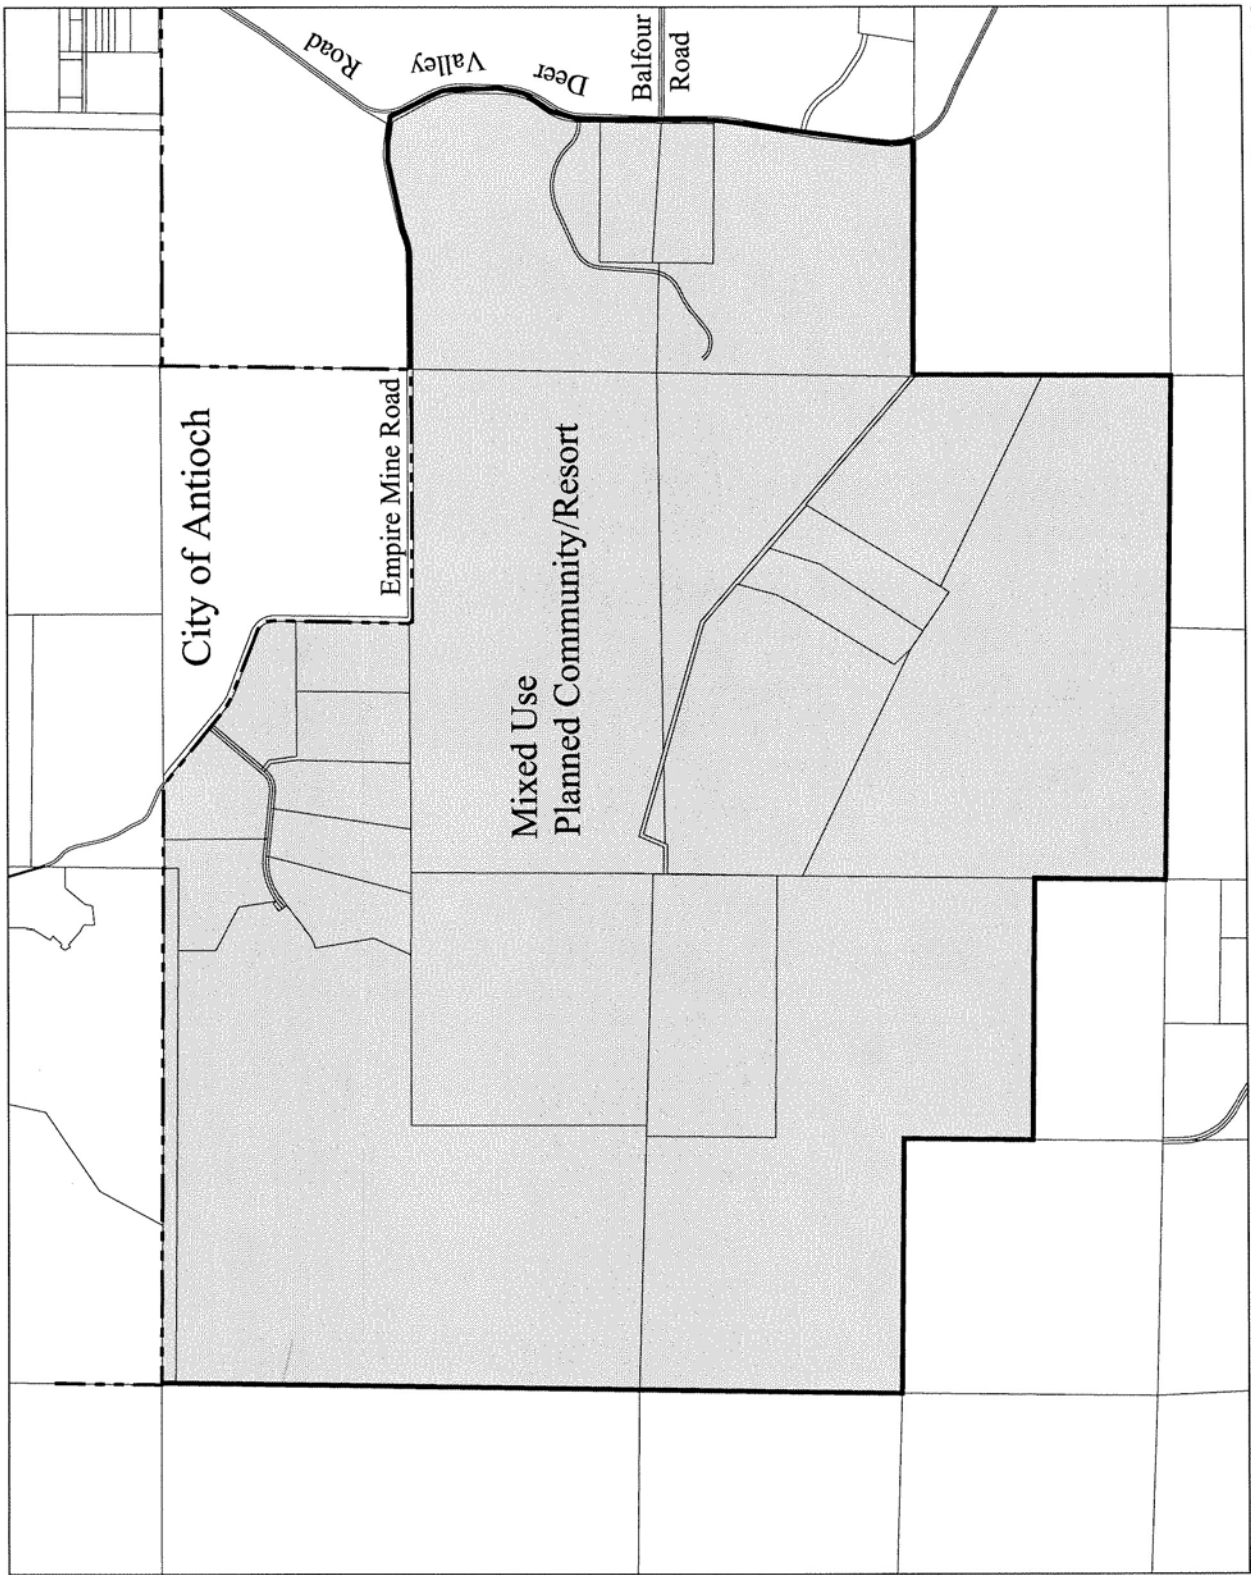 City of Antioch
Empire Mine Road
Mixed Use
Planned Community/Resort
Deer
Valley
Road
Balfour
Road